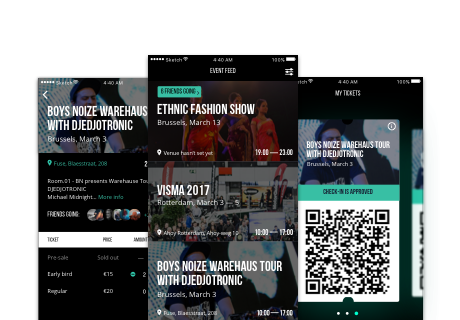 Sketch
4:40 AM
BOYS NOIZE WAREHAUS
WITH DJEDJOTRONIC
Brussels, March 3
Fuse, Blaesstraat, 208
Room.01 - BN presents Warehause Tou
DJEDJOTRONIC
Michael Midnight... More info
FRIENDS GOING:
TICKET PRICE AMOUNT
Pre-sale Sold out —
Early bird €15 2
Regular €20 0
Sketch 4:40 AM 100%
EVENT FEED
6 FRIENDS GOING
ETHNIC FASHION SHOW
Brussels, March 13
Venue hasn't set yet 19:00 — 23:00
VISMA 2017
Rotterdam, March 3 — 5
Ahoy Rotterdam, Ahoy-weg 10 10:00 — 17:00
BOYS NOIZE WAREHAUS TOUR
WITH DJEDJOTRONIC
Brussels, March 3
Fuse, Blaesstraat, 208 10:00 — 17:00
4:40 AM 100%
MY TICKETS
BOYS NOIZE WAREHAUS TOUR
WITH DJEDJOTRONIC
Brussels, March 3
CHECK-IN IS APPROVED